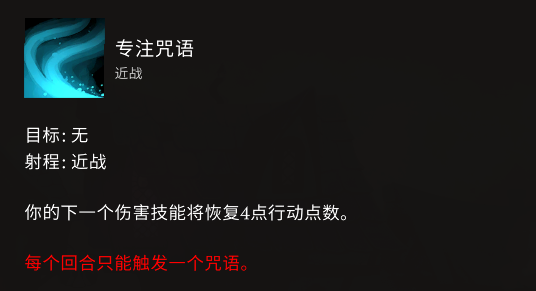 专注咒语
近战
目标: 无
射程: 近战
你的下一个伤害技能将恢复4点行动点数。
每个回合只能触发一个咒语。